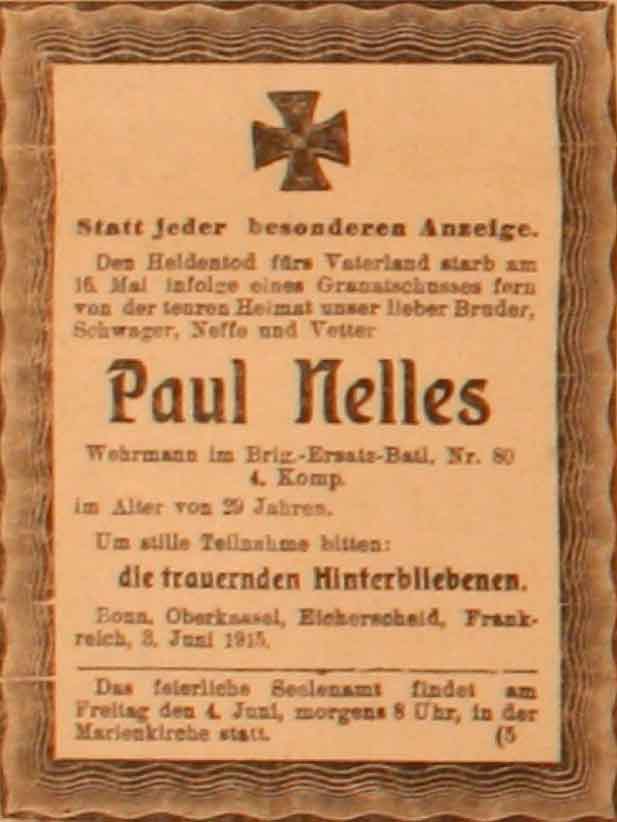 Statt jeder besonderen Anzeige.
Den Heldentod fürs Vaterland starb am
16. Mai infolge eines Granatschusses fern
von der teuren Heimat unser lieber Bruder,
Schwager, Neffe und Vetter
Paul Nelles
Wehrmann im Brig.-Ersatz-Batl. Nr. 80
4. Komp.
im Alter von 29 Jahren.
Um stille Teilnahme bitten:
die trauernden Hinterbliebenen.
Bonn, Oberkassel, Eicherscheid, Frank-
reich, 3. Juni 1915.
Das feierliche Seelenamt findet am
Freitag den 4. Juni, morgens 8 Uhr, in der
Marienkirche statt. (5